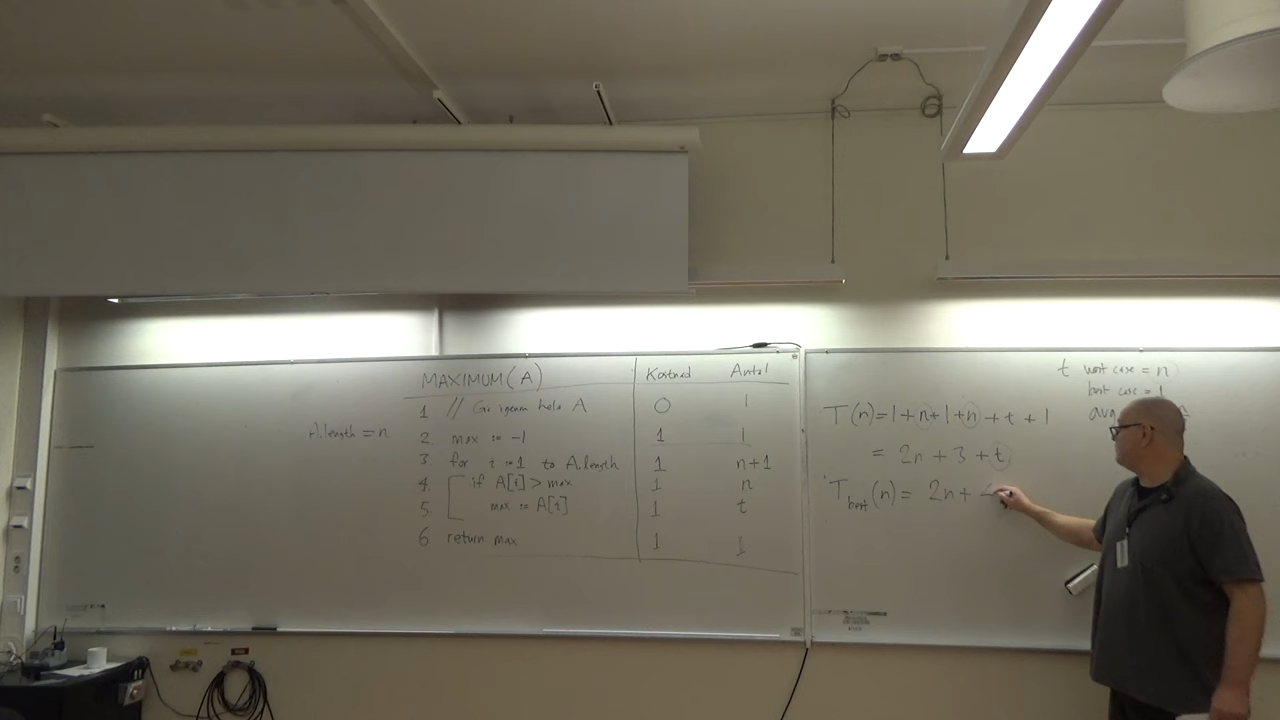 A.length = n
MAXIMUM(A) Kostnad Antal
1 // Gå igenom hela A 0 1
2. max := -1 1 1
3 for i := 1 to A.length 1 n+1
4. if A[i] > max 1 n
5. max := A[i] 1 t
6 return max 1 1
t worst case = n
best case = 1
avg
T(n) = 1 + n + 1 + n + t + 1
= 2n + 3 + t
T best (n) = 2n +